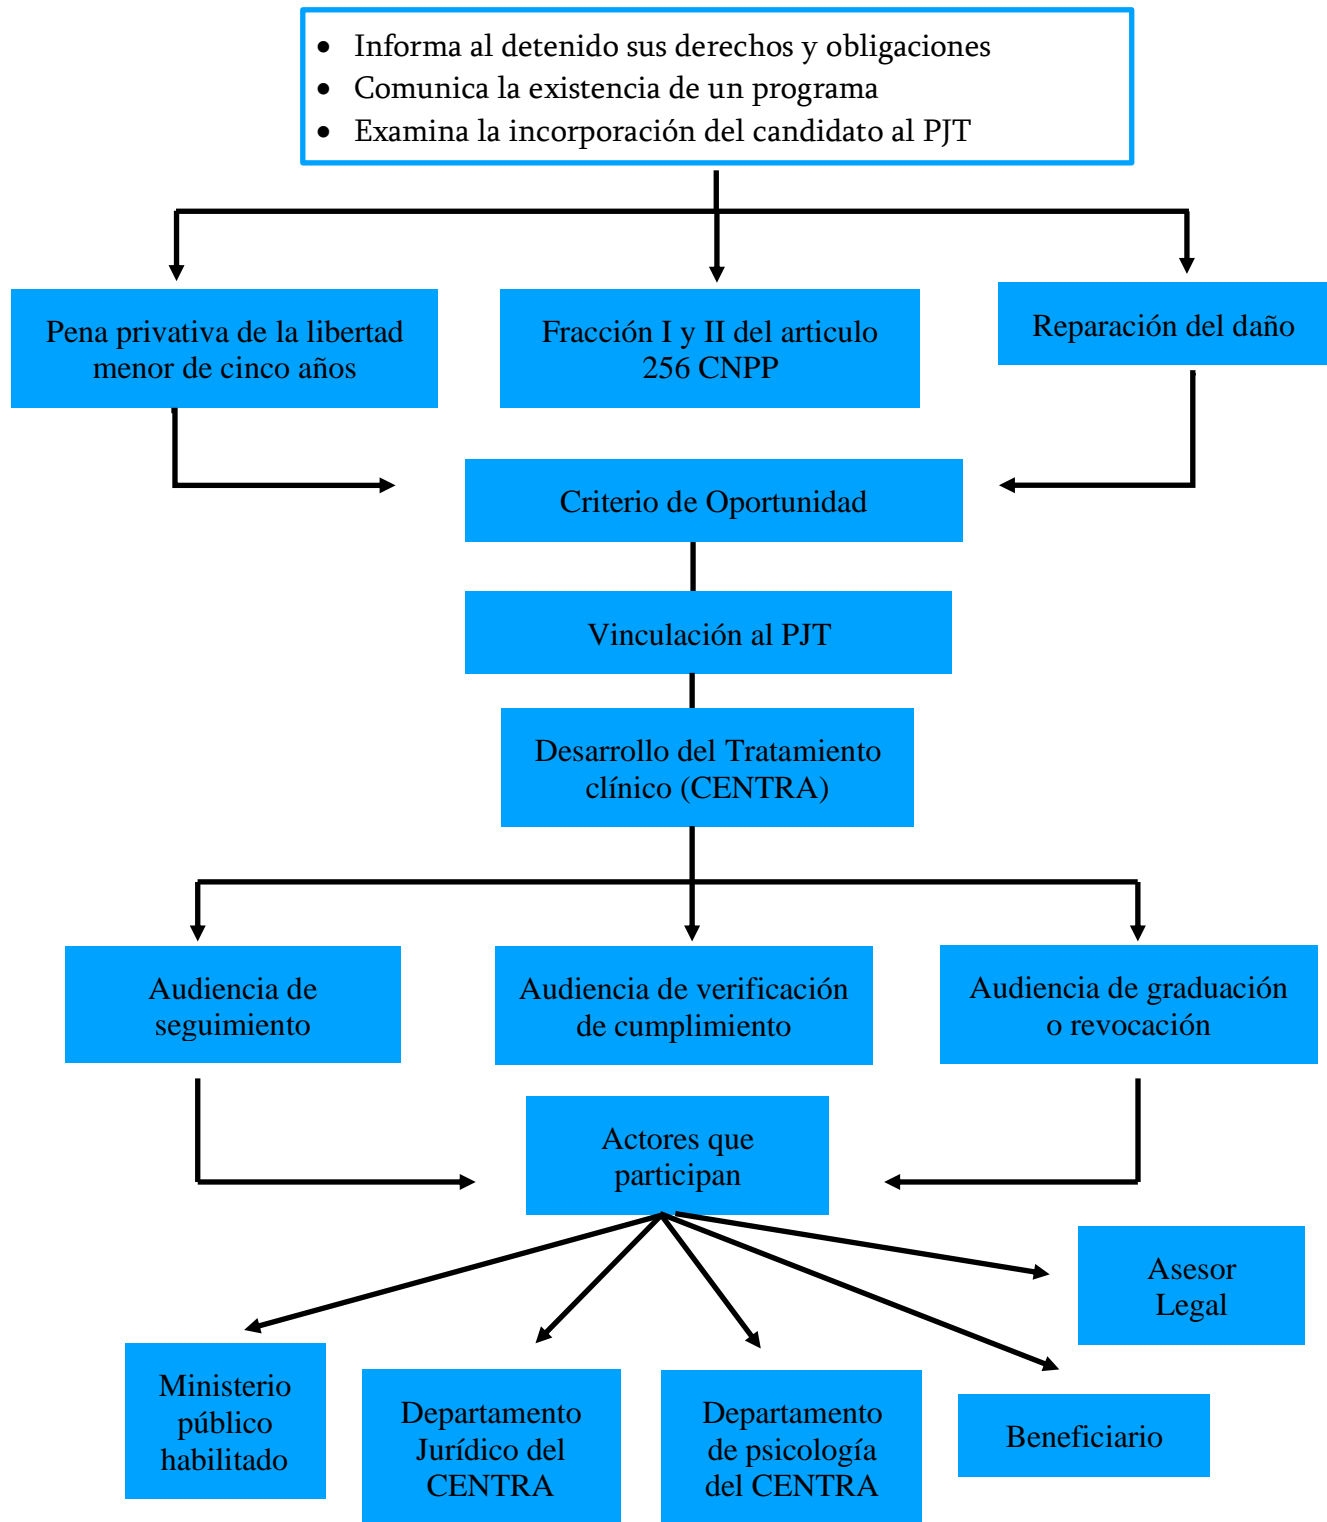 • Informa al detenido sus derechos y obligaciones
• Comunica la existencia de un programa
• Examina la incorporación del candidato al PJT
Pena privativa de la libertad
menor de cinco años
Fracción I y II del articulo
256 CNPP
Reparación del daño
Criterio de Oportunidad
Vinculación al PJT
Desarrollo del Tratamiento
clínico (CENTRA)
Audiencia de
seguimiento
Audiencia de verificación
de cumplimiento
Audiencia de graduación
o revocación
Actores que
participan
Asesor
Legal
Ministerio
público
habilitado
Departamento
Jurídico del
CENTRA
Departamento
de psicología
del CENTRA
Beneficiario